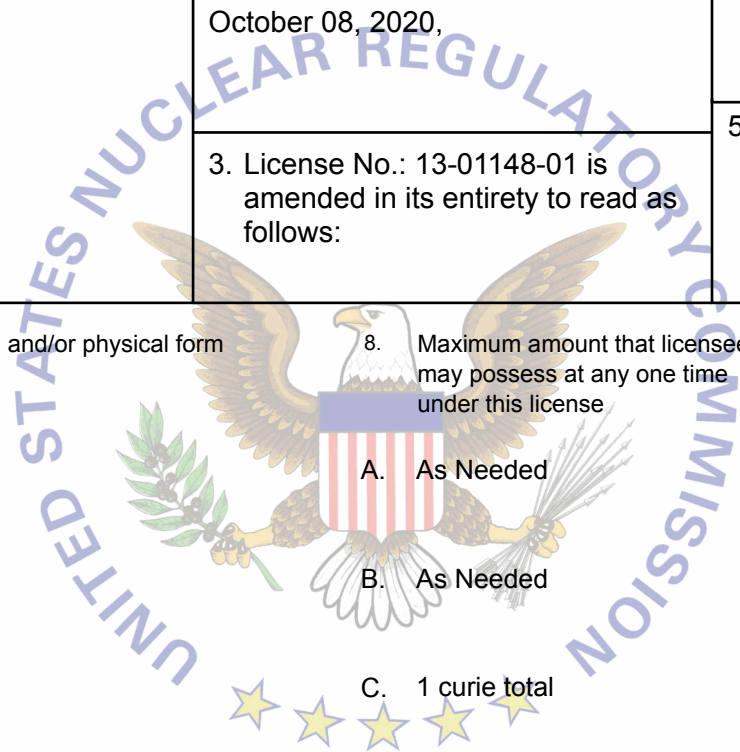 October 08, 2020,
5
3. License No.: 13-01148-01 is
amended in its entirety to read as
follows:
and/or physical form
8. Maximum amount that licensee
may possess at any one time
under this license
A. As Needed
B. As Needed
C. 1 curie total
UNITED STATES NUCLEAR REGULATORY COMMISSION